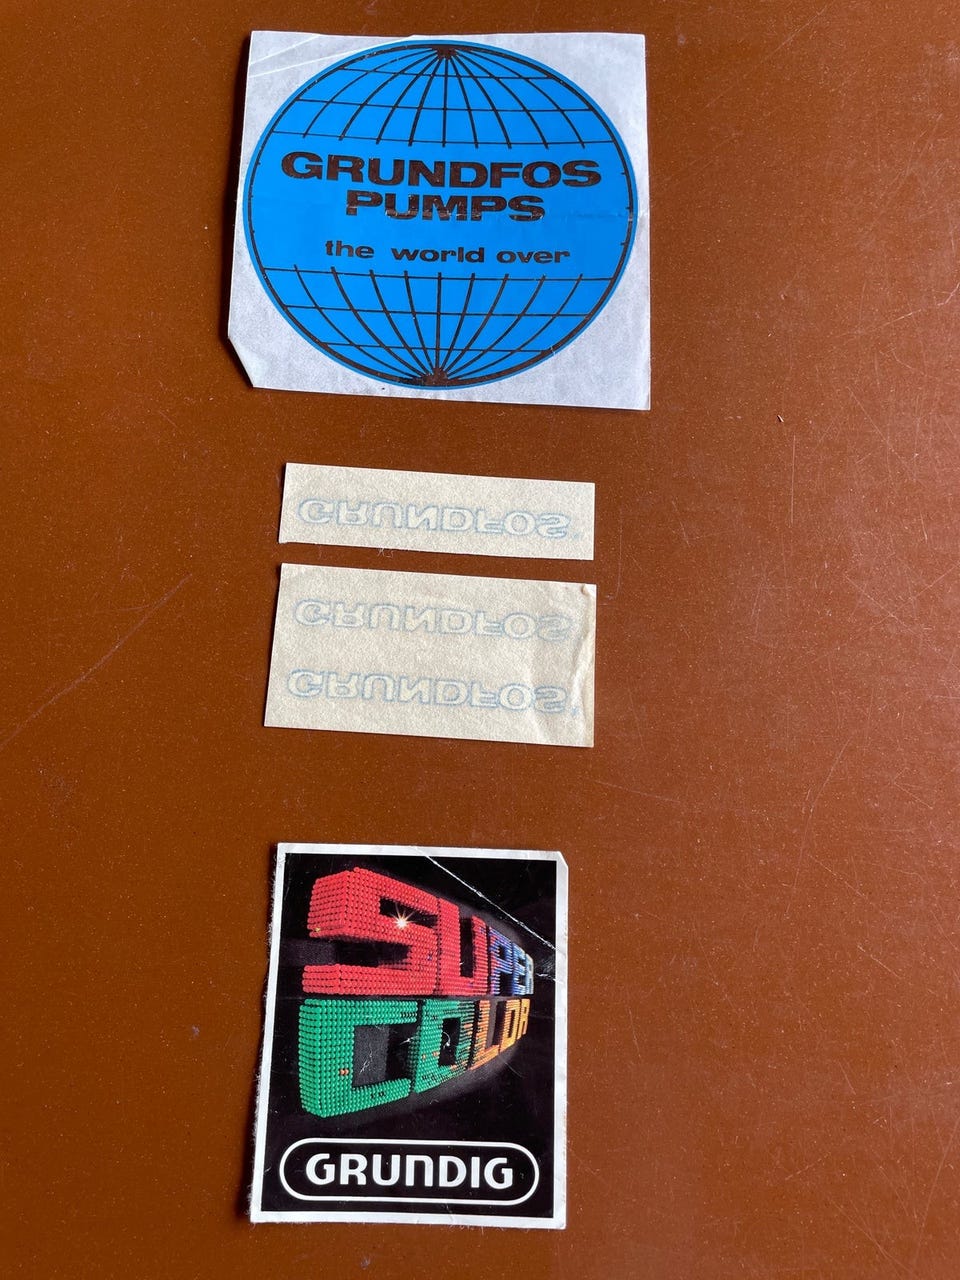 GRUNDFOS
PUMPS
the world over
GRUNDFOS
GRUNDFOS
GRUNDFOS
SUPER
COLOR
GRUNDIG